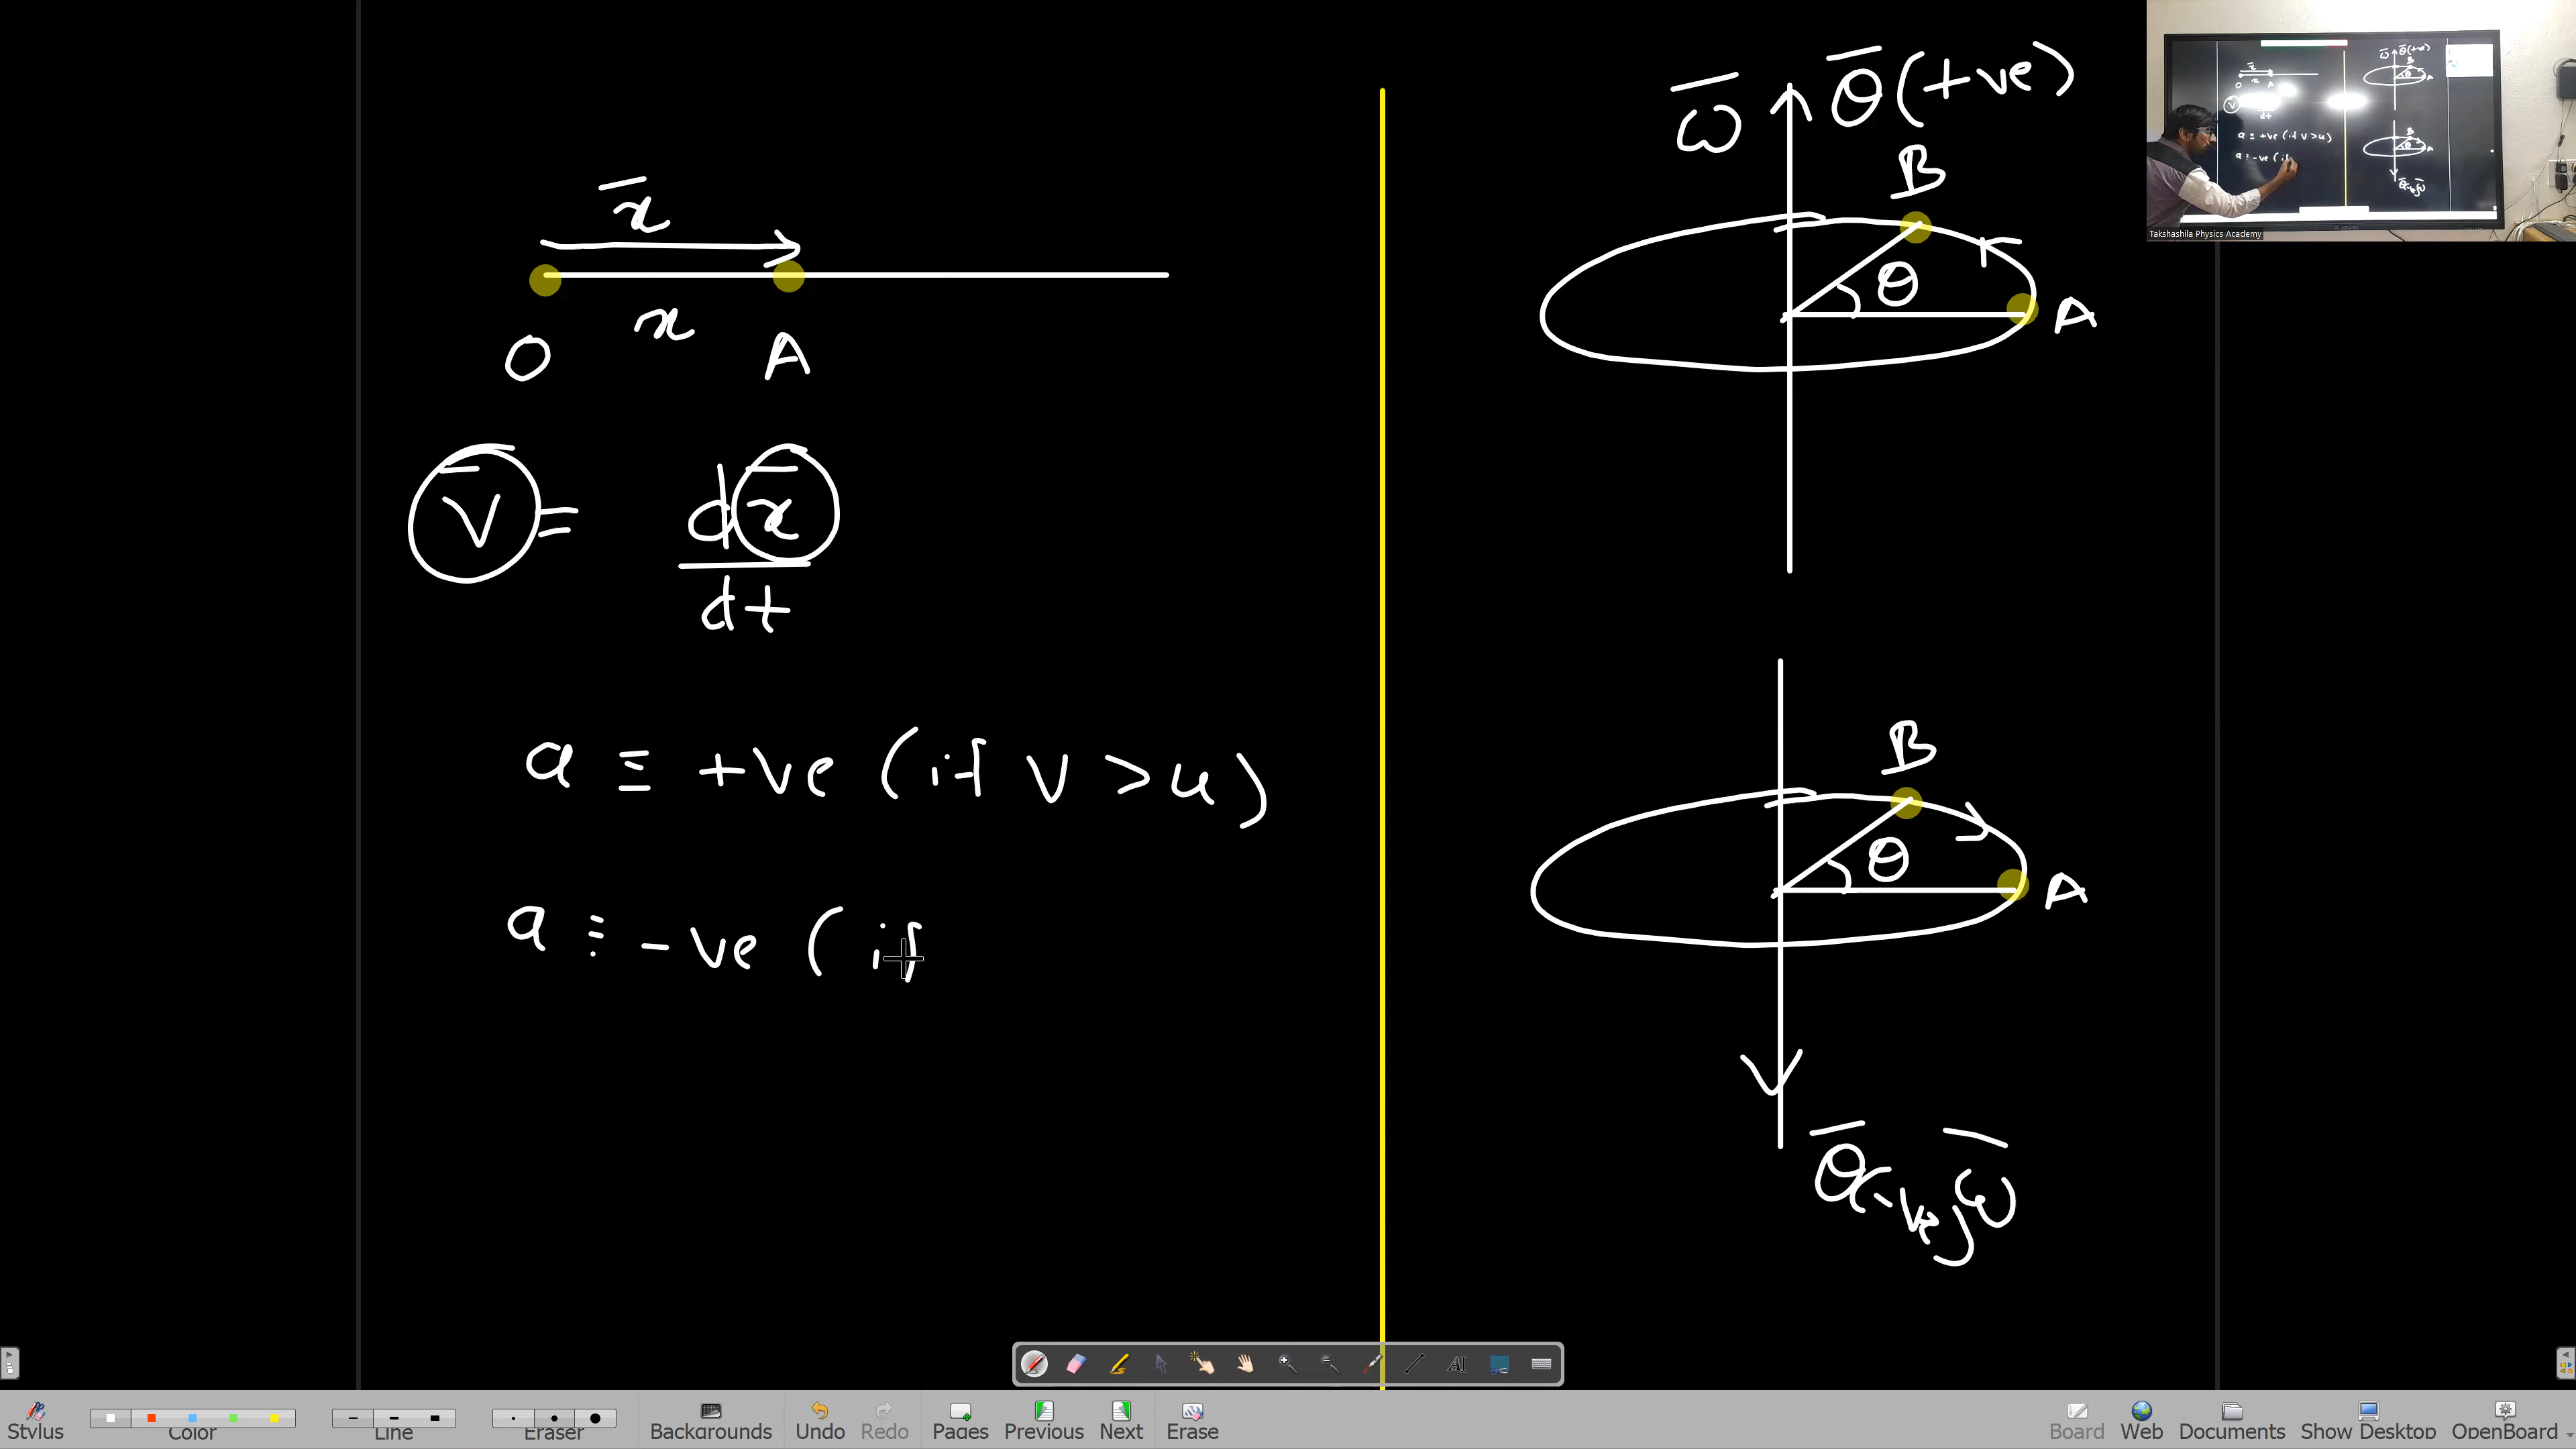 x̄
x
O A
V̄ = dx̄/dt
a ≡ +ve (if v > u)
a ≡ -ve ( if
ω̄ θ̄ (+ve)
B
θ
A
B
θ
A
θ̄(-ve) ω̄
Takshashila Physics Academy
Stylus Color Line Eraser Backgrounds Undo Redo Pages Previous Next Erase Board Web Documents Show Desktop OpenBoard